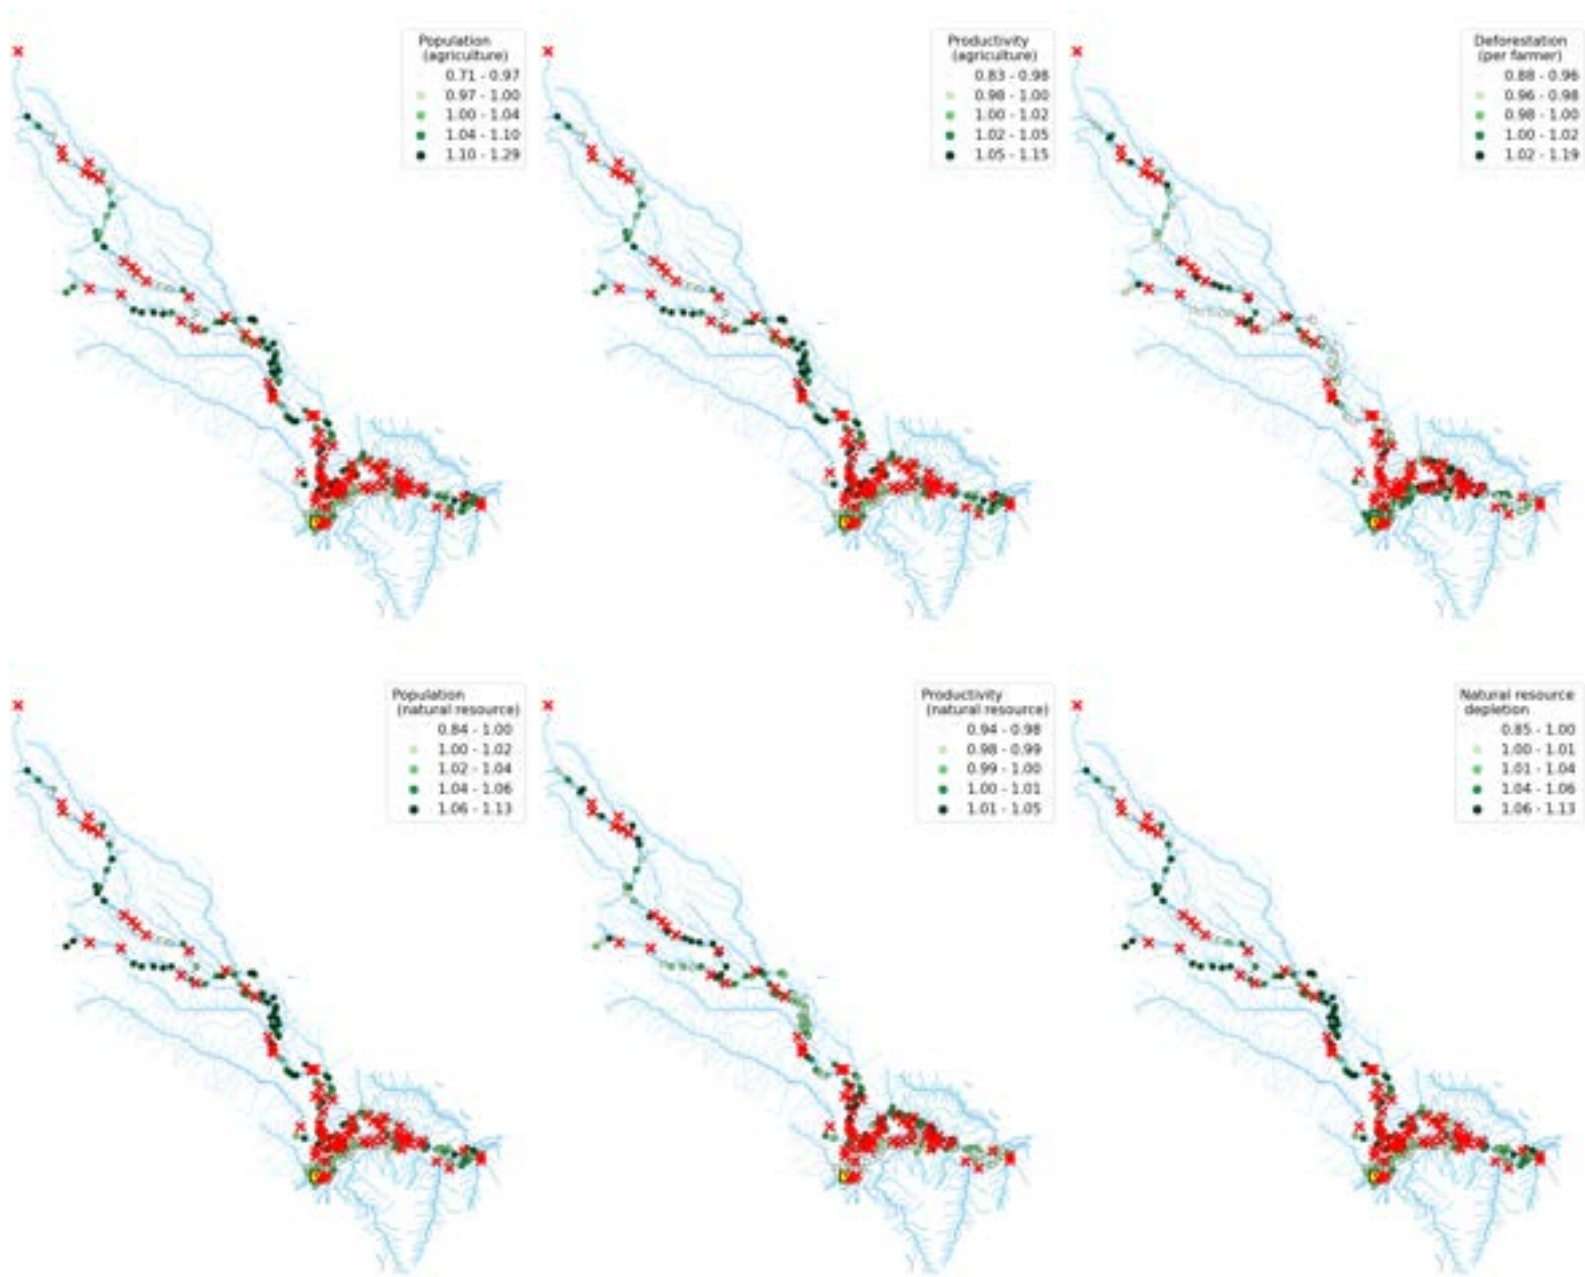 Population
(agriculture)
0.71 - 0.97
0.97 - 1.00
1.00 - 1.04
1.04 - 1.10
1.10 - 1.29
Productivity
(agriculture)
0.83 - 0.98
0.98 - 1.00
1.00 - 1.02
1.02 - 1.05
1.05 - 1.15
Deforestation
(per farmer)
0.88 - 0.96
0.96 - 0.98
0.98 - 1.00
1.00 - 1.02
1.02 - 1.19
Population
(natural resource)
0.84 - 1.00
1.00 - 1.02
1.02 - 1.04
1.04 - 1.06
1.06 - 1.13
Productivity
(natural resource)
0.94 - 0.98
0.98 - 0.99
0.99 - 1.00
1.00 - 1.01
1.01 - 1.05
Natural resource
depletion
0.85 - 1.00
1.00 - 1.01
1.01 - 1.04
1.04 - 1.06
1.06 - 1.13